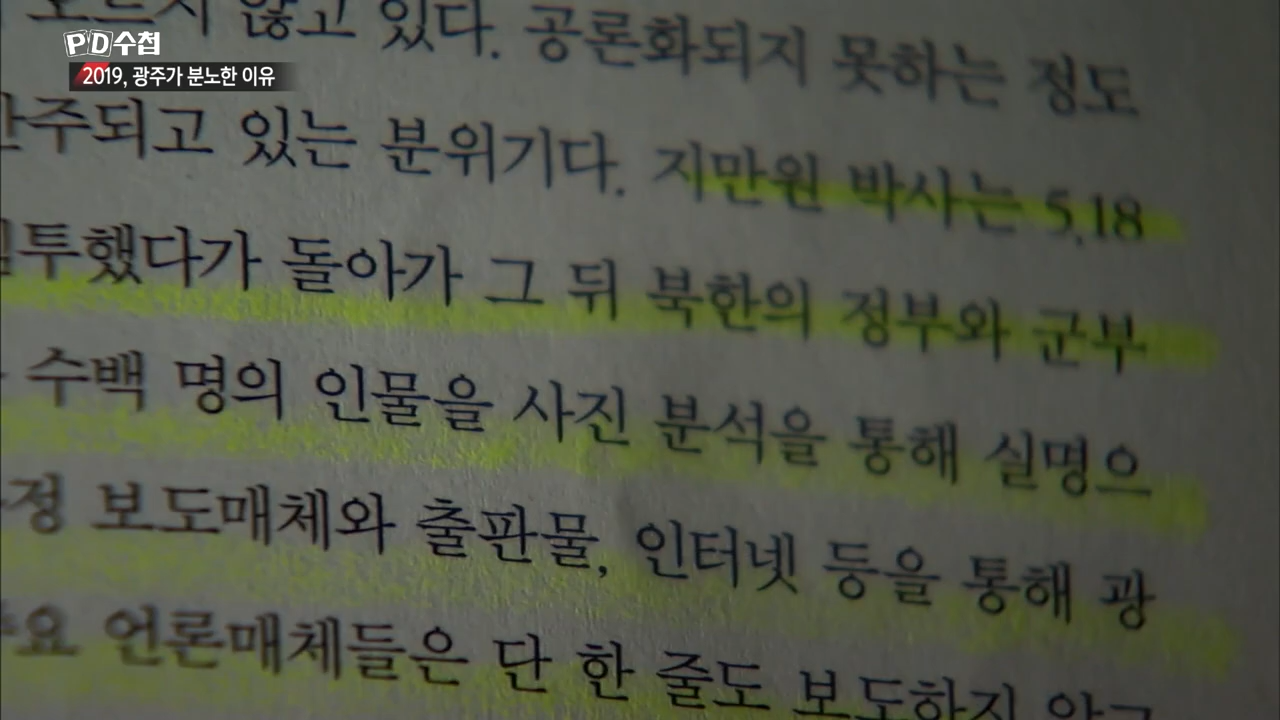 PD수첩
2019, 광주가 분노한 이유
않고 있다. 공론화되지 못하는 정도
간주되고 있는 분위기다. 지만원 박사는 5.18
침투했다가 돌아가 그 뒤 북한의 정부와 군부
수백 명의 인물을 사진 분석을 통해 실명으
보도매체와 출판물, 인터넷 등을 통해 광
언론매체들은 단 한 줄도 보도하지